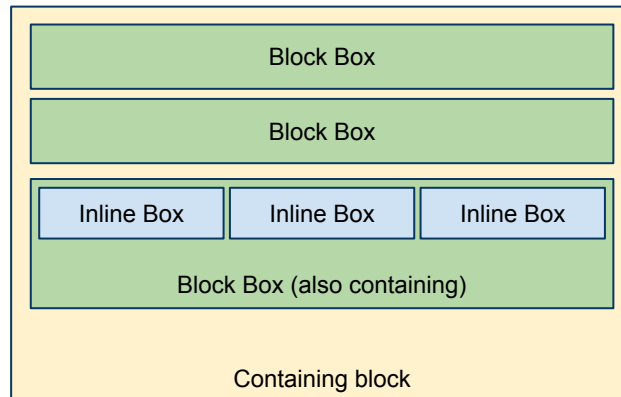 Block Box
Block Box
Inline Box Inline Box Inline Box
Block Box (also containing)
Containing block